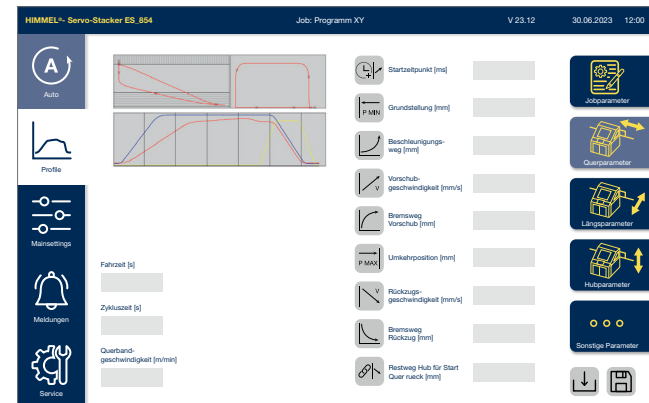 HIMMEL®- Servo-Stacker ES_854
Job: Programm XY
V 23.12
30.06.2023
12:00
A
Auto
Profile
Mainsettings
Meldungen
Service
Fahrzeit [s]
Zykluszeit [s]
Querband-
geschwindigkeit [m/min]
Startzeitpunkt [ms]
P MIN
Grundstellung [mm]
Beschleunigungs-
weg [mm]
V
Vorschub-
geschwindigkeit [mm/s]
Bremsweg
Vorschub [mm]
P MAX
Umkehrposition [mm]
V
Rückzugs-
geschwindigkeit [mm/s]
Bremsweg
Rückzug [mm]
Restweg Hub für Start
Quer rueck [mm]
Jobparameter
Querparameter
Längsparameter
Hubparameter
Sonstige Parameter